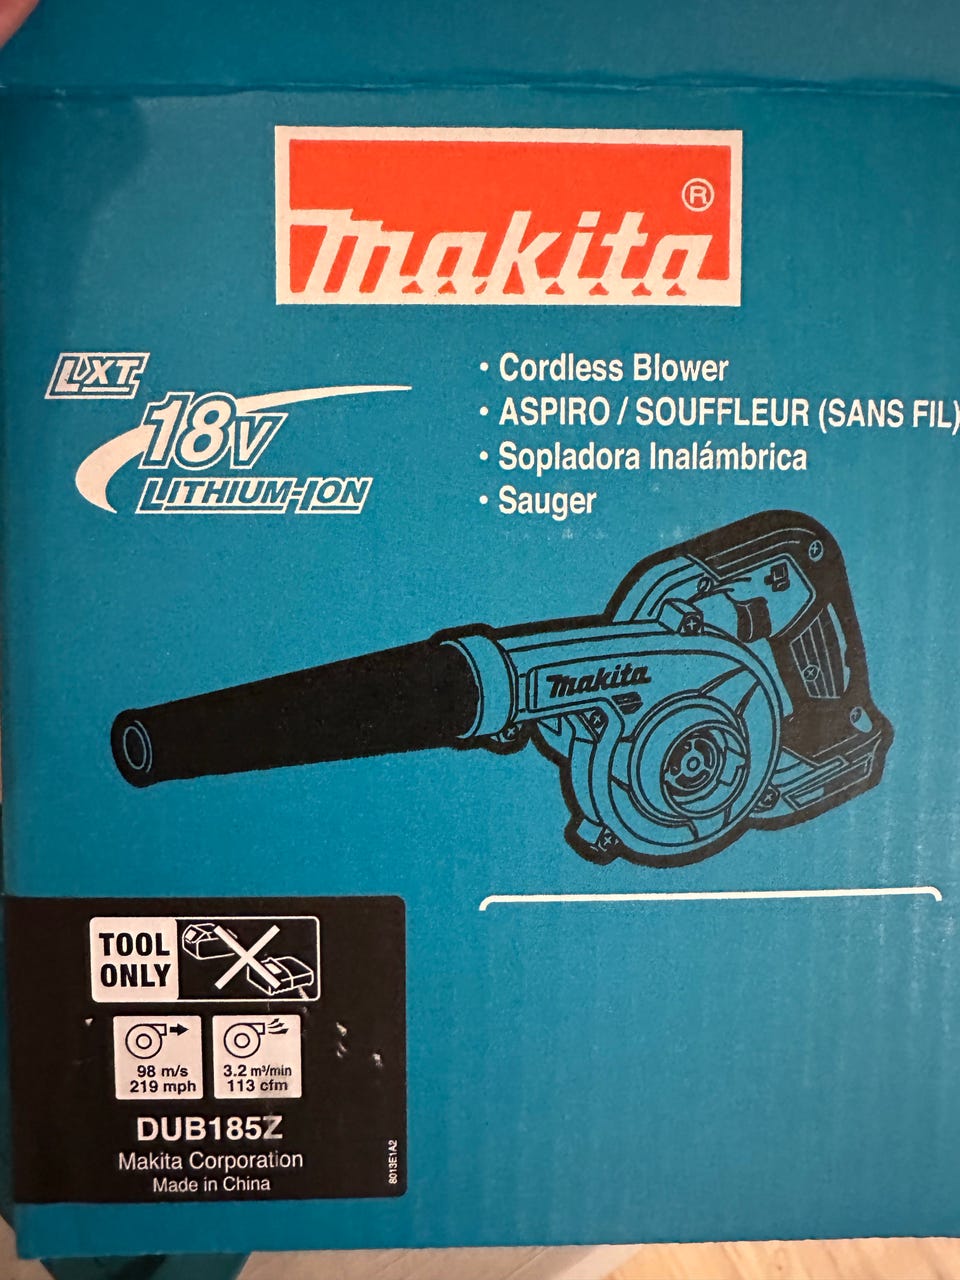 makita®
LXT
18V
LITHIUM-ION
• Cordless Blower
• ASPIRO / SOUFFLEUR (SANS FIL)
• Sopladora Inalámbrica
• Sauger
makita
TOOL
ONLY
98 m/s
219 mph
3.2 m³/min
113 cfm
DUB185Z
Makita Corporation
Made in China
8013E1A2